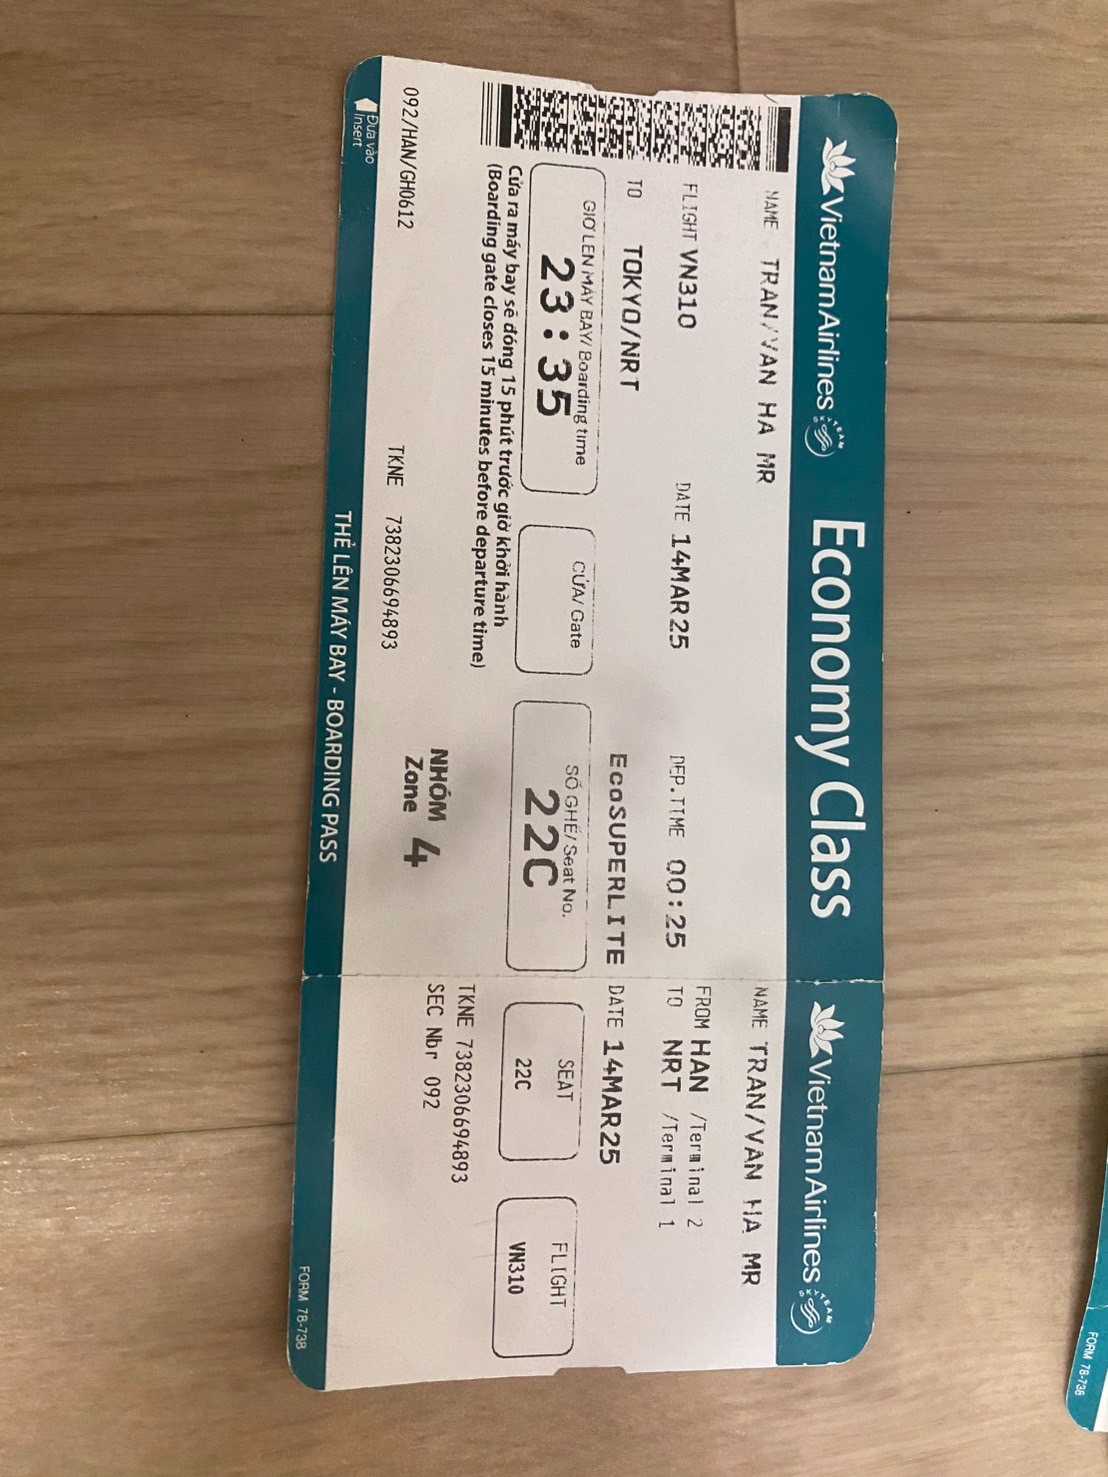 VietnamAirlines SKYTEAM Economy Class
NAME TRAN/VAN HA MR
FLIGHT VN310 DATE 14MAR25 DEP.TIME 00:25
TO TOKYO/NRT EcoSUPERLITE
GIỜ LÊN MÁY BAY/ Boarding time
23:35
CỬA/ Gate
SỐ GHẾ/ Seat No.
22C
Cửa ra máy bay sẽ đóng 15 phút trước giờ khởi hành
(Boarding gate closes 15 minutes before departure time)
NHÓM 4
Zone
092/HAN/GH0612 TKNE 7382306694893
Đưa vào
Insert
THẺ LÊN MÁY BAY - BOARDING PASS
VietnamAirlines SKYTEAM
NAME TRAN/VAN HA MR
FROM HAN /Terminal 2
TO NRT /Terminal 1
DATE 14MAR25
SEAT
22C
FLIGHT
VN310
TKNE 7382306694893
SEC Nbr 092
FORM 78-738
FORM 78-738